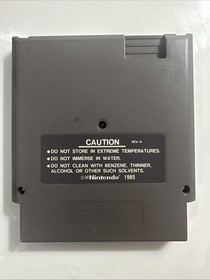 CAUTION
REV-A
●DO NOT STORE IN EXTREME TEMPERATURES.
●DO NOT IMMERSE IN WATER.
●DO NOT CLEAN WITH BENZENE, THINNER,
ALCOHOL OR OTHER SUCH SOLVENTS.
©®Nintendo® 1985